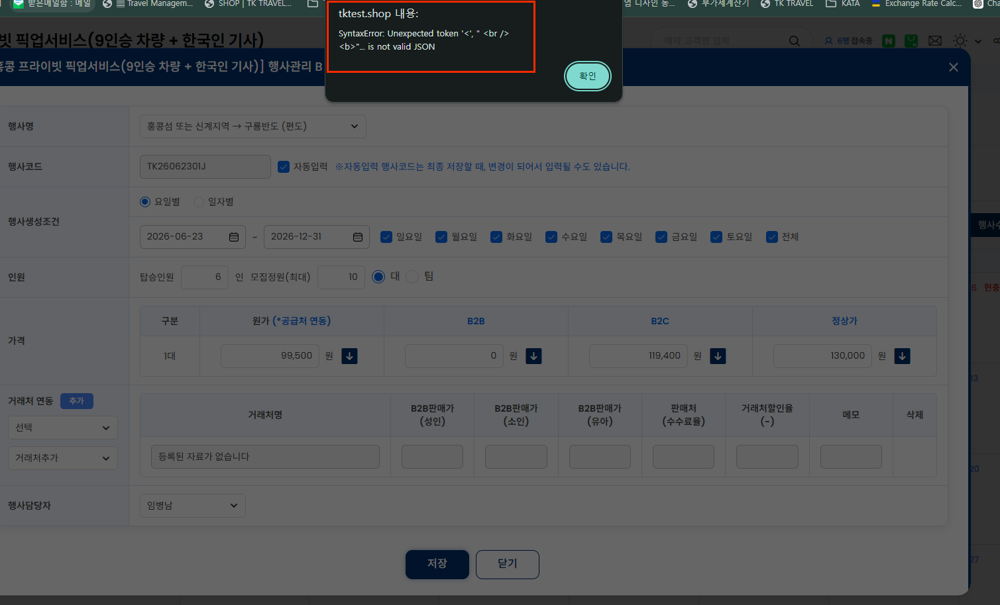 받은메일함 : 메일
Travel Managem...
SHOP | TK TRAVEL...
엄 디자인 동...
부가세계산기
TK TRAVEL
KATA
Exchange Rate Calc...
Cha
tktest.shop 내용:
SyntaxError: Unexpected token '<', " <br />
<b>"... is not valid JSON
확인
빗 픽업서비스(9인승 차량 + 한국인 기사)
예약 고객명 입력
6명 접속중
홍콩 프라이빗 픽업서비스(9인승 차량 + 한국인 기사)] 행사관리 B
행사명
홍콩섬 또는 신계지역 → 구룡반도 (편도)
행사코드
TK26062301J
자동입력
※자동입력 행사코드는 최종 저장할 때, 변경이 되어서 입력될 수도 있습니다.
행사생성조건
요일별
일자별
2026-06-23
~
2026-12-31
일요일
월요일
화요일
수요일
목요일
금요일
토요일
전체
행사수
인원
탑승인원
6
인
모집정원(최대)
10
대
팀
6 현충
가격
구분
원가 (*공급처 연동)
B2B
B2C
정상가
1대
99,500
원
0
원
119,400
원
130,000
원
13
거래처 연동
추가
선택
거래처추가
거래처명
B2B판매가
(성인)
B2B판매가
(소인)
B2B판매가
(유아)
판매처
(수수료율)
거래처할인율
(-)
메모
삭제
등록된 자료가 없습니다
20
행사담당자
임병남
저장
닫기
27